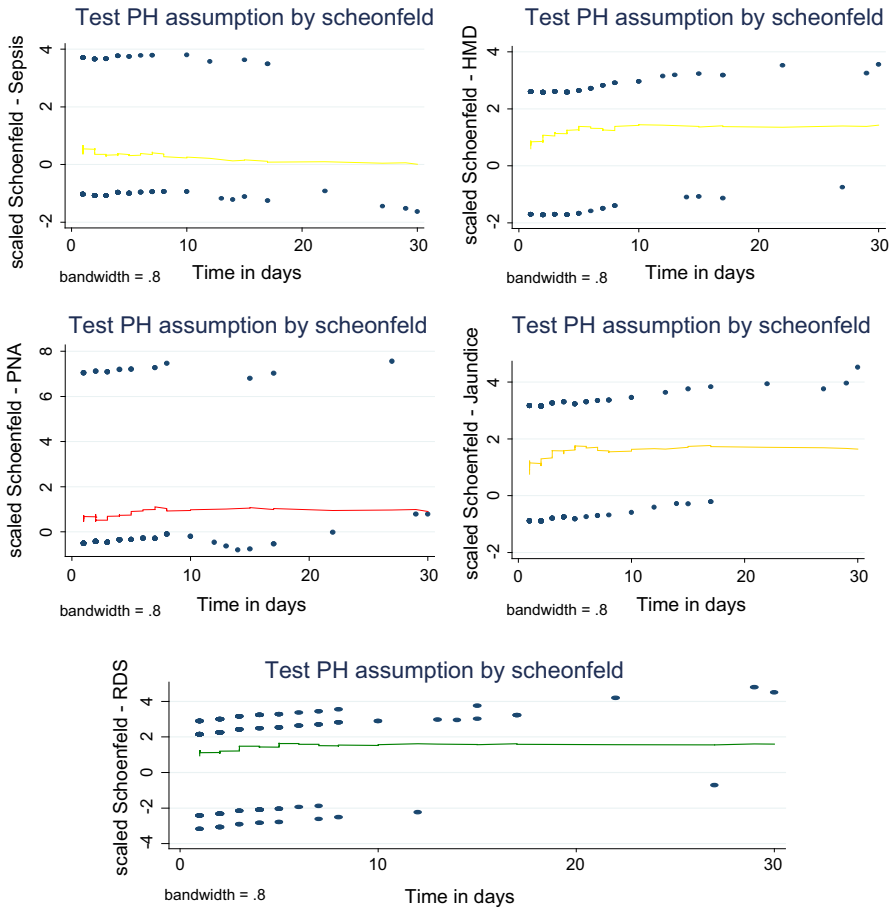 Test PH assumption by scheonfeld
scaled Schoenfeld - Sepsis
4
2
0
-2
0
10
20
30
bandwidth = .8
Time in days
Test PH assumption by scheonfeld
scaled Schoenfeld - HMD
4
2
0
-2
0
10
20
30
bandwidth = .8
Time in days
Test PH assumption by scheonfeld
scaled Schoenfeld - PNA
8
6
4
2
0
0
10
20
30
bandwidth = .8
Time in days
Test PH assumption by scheonfeld
scaled Schoenfeld - Jaundice
4
2
0
-2
0
10
20
30
bandwidth = .8
Time in days
Test PH assumption by scheonfeld
scaled Schoenfeld - RDS
4
2
0
-2
-4
0
10
20
30
bandwidth = .8
Time in days